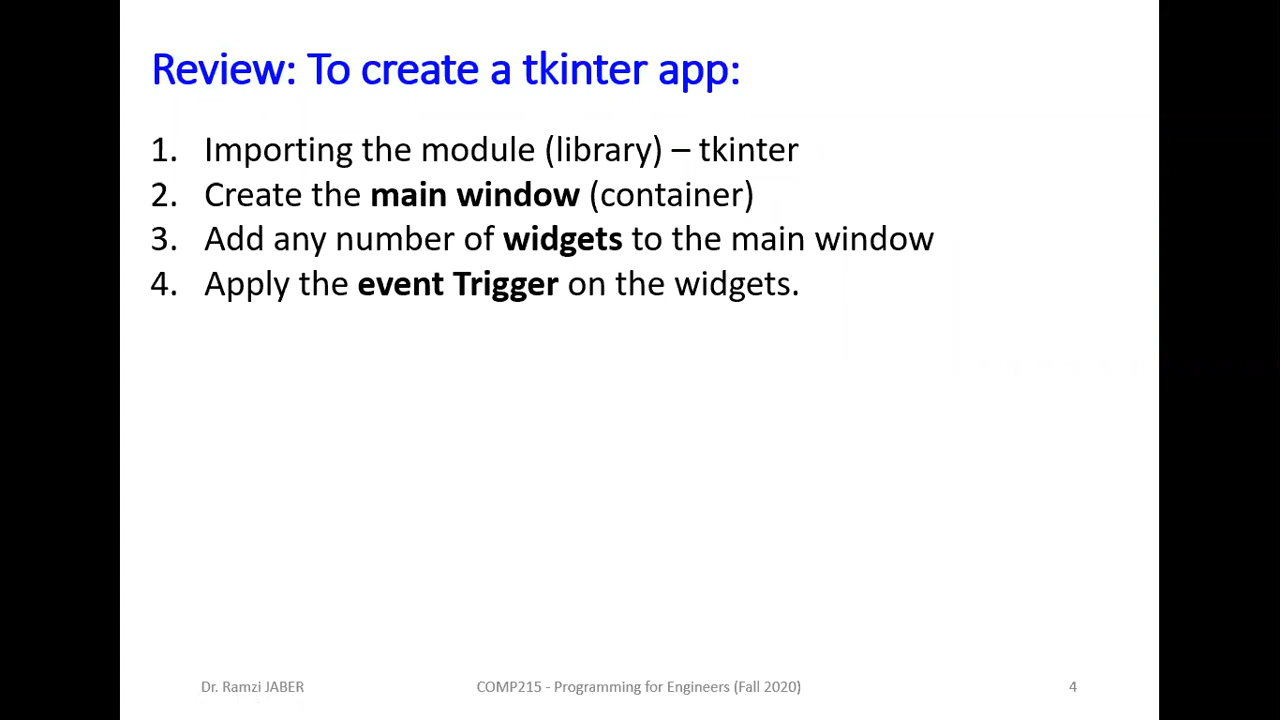 Review: To create a tkinter app:
1. Importing the module (library) – tkinter
2. Create the main window (container)
3. Add any number of widgets to the main window
4. Apply the event Trigger on the widgets.
Dr. Ramzi JABER COMP215 - Programming for Engineers (Fall 2020) 4